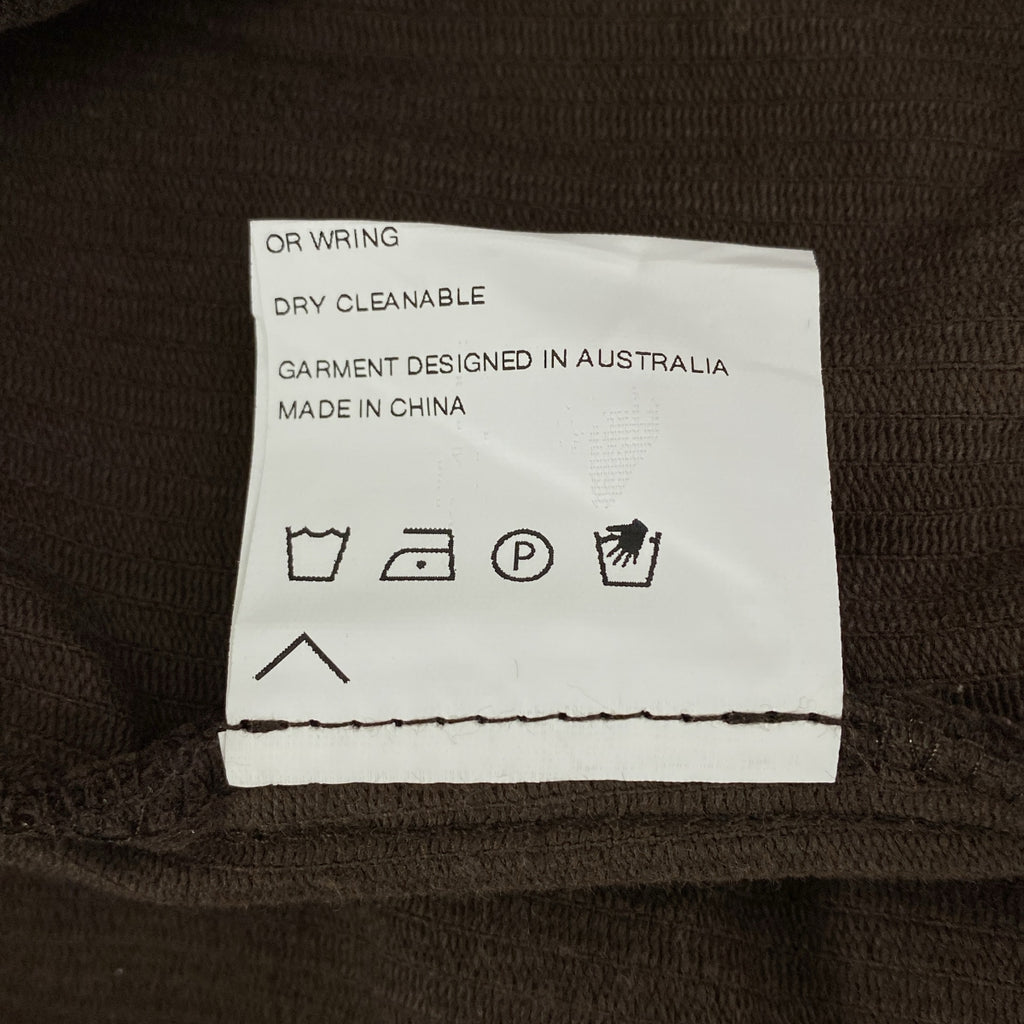 OR WRING
DRY CLEANABLE
GARMENT DESIGNED IN AUSTRALIA
MADE IN CHINA
P